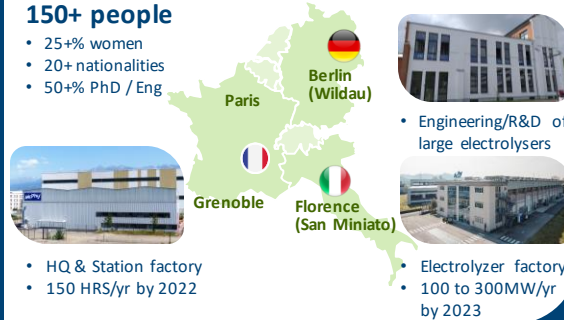 150+ people
• 25+% women
• 20+ nationalities
• 50+% PhD / Eng
Paris
Berlin
(Wildau)
Grenoble
Florence
(San Miniato)
• Engineering/R&D of
large electrolysers
• HQ & Station factory
• 150 HRS/yr by 2022
• Electrolyzer factory
• 100 to 300MW/yr
by 2023